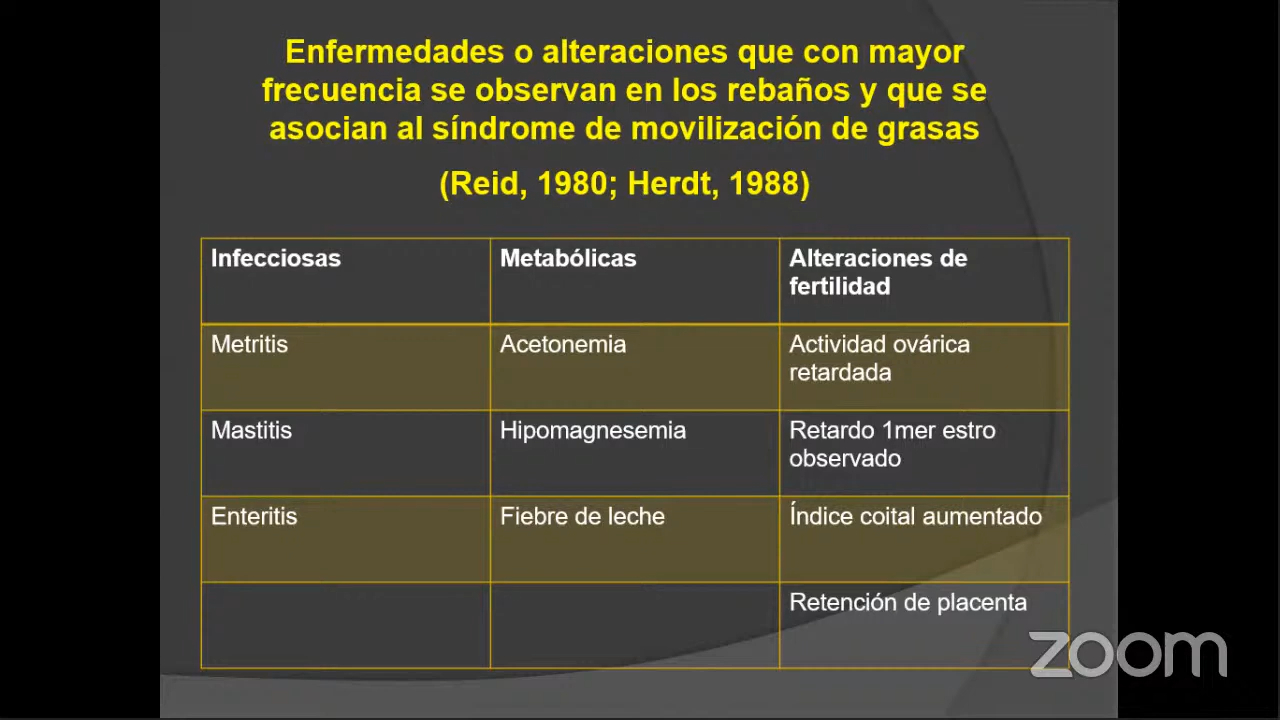 Enfermedades o alteraciones que con mayor
frecuencia se observan en los rebaños y que se
asocian al síndrome de movilización de grasas
(Reid, 1980; Herdt, 1988)
Infecciosas
Metabólicas
Alteraciones de
fertilidad
Metritis
Acetonemia
Actividad ovárica
retardada
Mastitis
Hipomagnesemia
Retardo 1mer estro
observado
Enteritis
Fiebre de leche
Índice coital aumentado
Retención de placenta
zoom